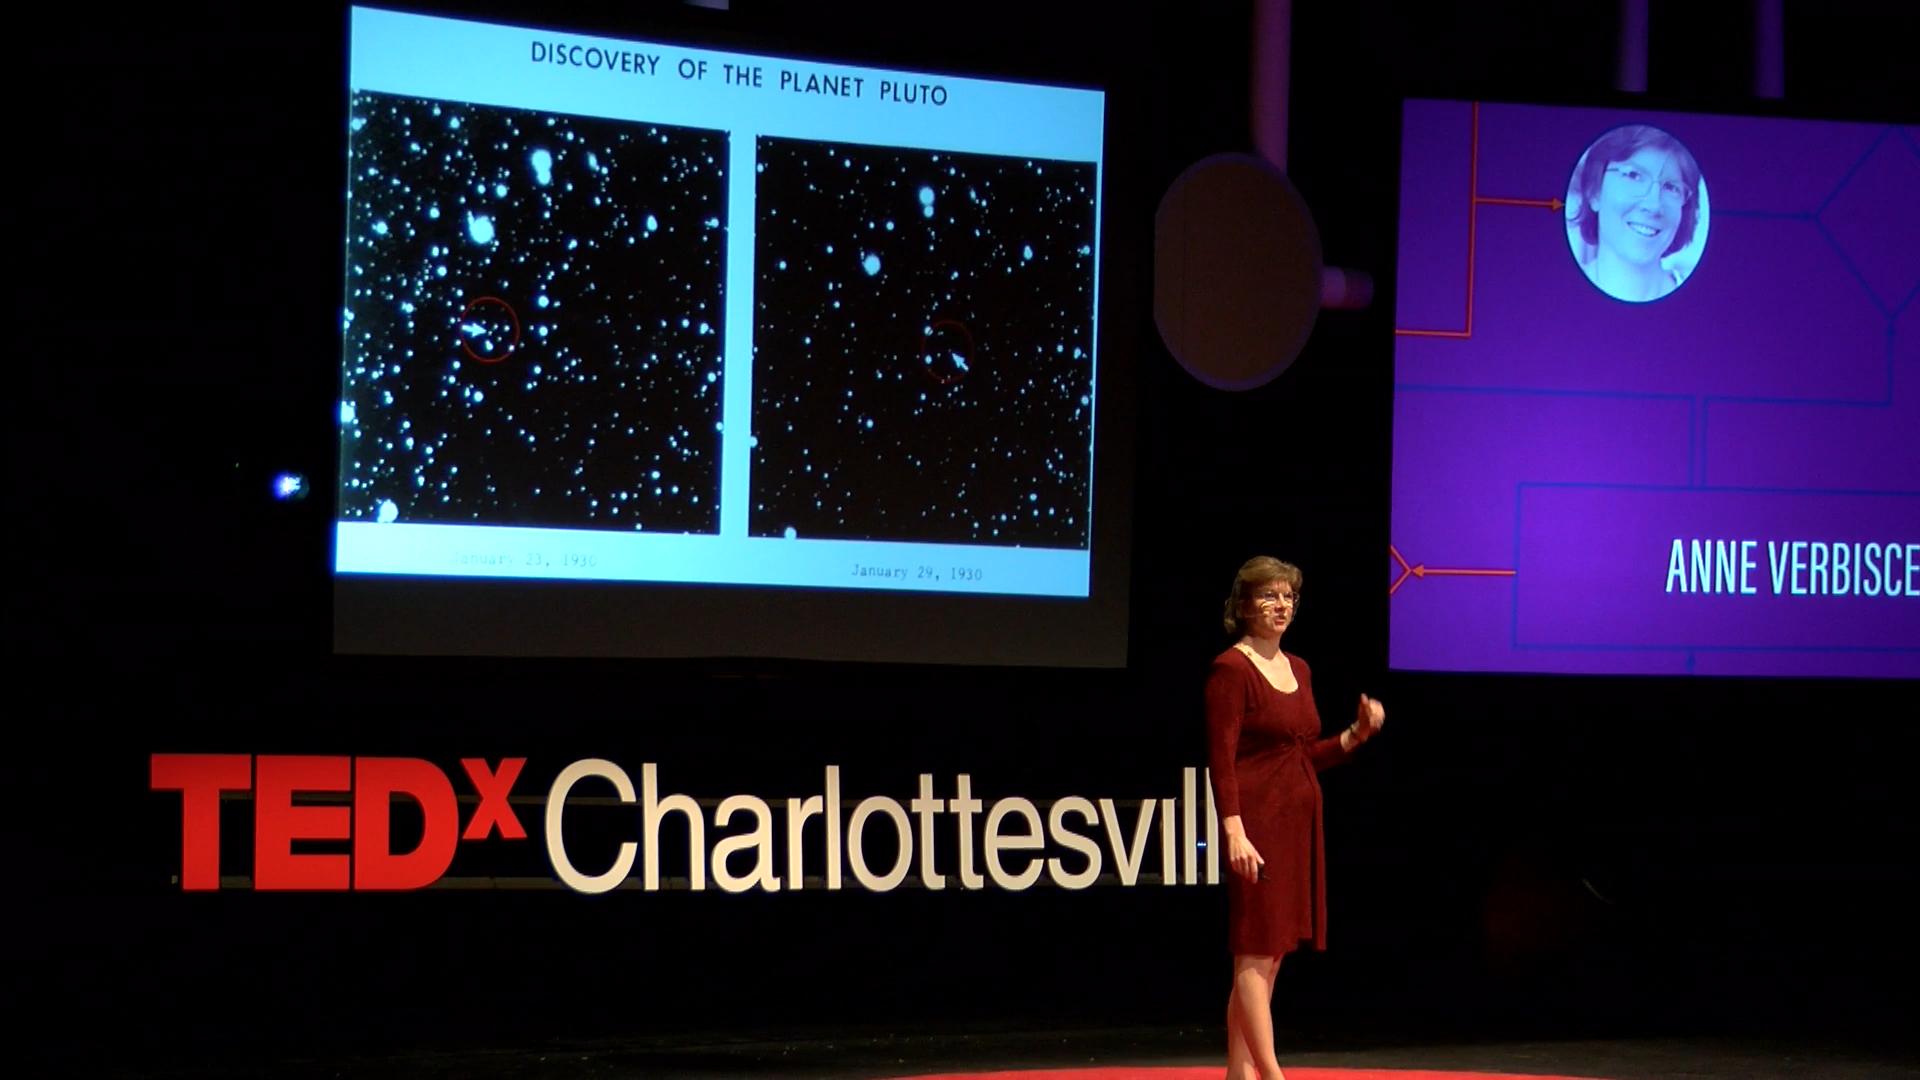 DISCOVERY OF THE PLANET PLUTO
January 23, 1930
January 29, 1930
ANNE VERBISCE
TEDx Charlottesvill